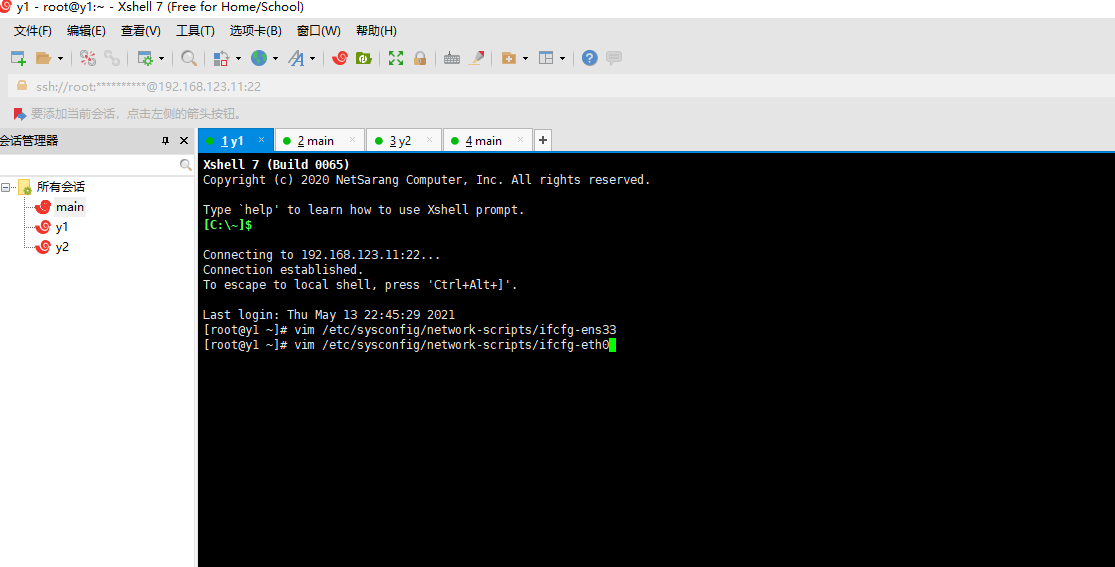 y1 - root@y1:~ - Xshell 7 (Free for Home/School)
文件(F) 编辑(E) 查看(V) 工具(T) 选项卡(B) 窗口(W) 帮助(H)
ssh://root:**********@192.168.123.11:22
要添加当前会话，点击左侧的箭头按钮。
会话管理器
1 y1
2 main
3 y2
4 main
所有会话
main
y1
y2
Xshell 7 (Build 0065)
Copyright (c) 2020 NetSarang Computer, Inc. All rights reserved.
Type `help' to learn how to use Xshell prompt.
[C:\~]$
Connecting to 192.168.123.11:22...
Connection established.
To escape to local shell, press 'Ctrl+Alt+]'.
Last login: Thu May 13 22:45:29 2021
[root@y1 ~]# vim /etc/sysconfig/network-scripts/ifcfg-ens33
[root@y1 ~]# vim /etc/sysconfig/network-scripts/ifcfg-eth0